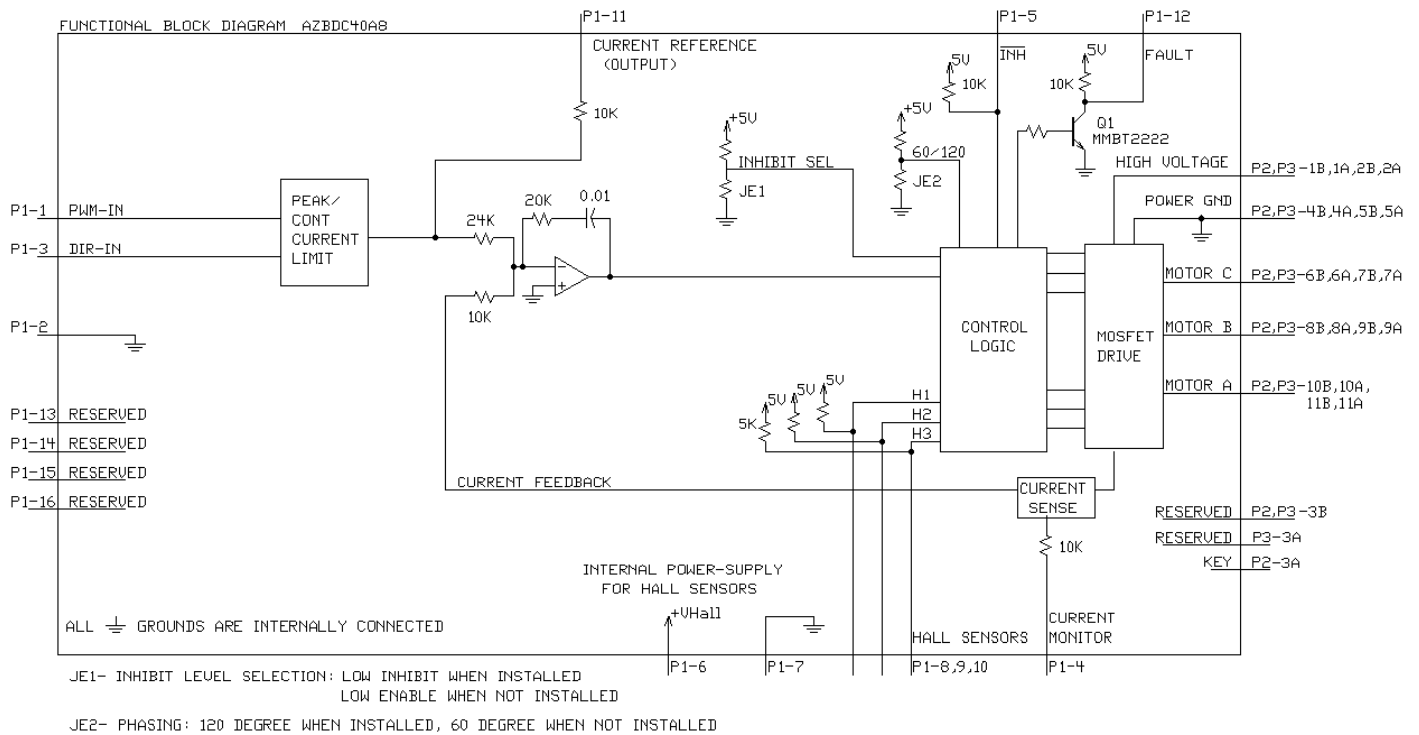 FUNCTIONAL BLOCK DIAGRAM AZBDC40A8
P1-11
P1-5
P1-12
CURRENT REFERENCE
(OUTPUT)
10K
INH
FAULT
5V
10K
5V
10K
+5V
+5V
Q1
MMBT2222
INHIBIT SEL
60/120
JE1
JE2
HIGH VOLTAGE
P2,P3-1B,1A,2B,2A
POWER GND
P2,P3-4B,4A,5B,5A
P1-1
PWM-IN
P1-3
DIR-IN
PEAK/
CONT
CURRENT
LIMIT
24K
20K
0.01
-
+
10K
CONTROL
LOGIC
MOSFET
DRIVE
MOTOR C
P2,P3-6B,6A,7B,7A
MOTOR B
P2,P3-8B,8A,9B,9A
MOTOR A
P2,P3-10B,10A,
11B,11A
P1-2
5V
5V
5V
5K
H1
H2
H3
P1-13
RESERVED
P1-14
RESERVED
P1-15
RESERVED
P1-16
RESERVED
CURRENT FEEDBACK
CURRENT
SENSE
10K
RESERVED
P2,P3-3B
RESERVED
P3-3A
KEY
P2-3A
INTERNAL POWER-SUPPLY
FOR HALL SENSORS
+VHall
ALL GROUNDS ARE INTERNALLY CONNECTED
HALL SENSORS
CURRENT
MONITOR
P1-6
P1-7
P1-8,9,10
P1-4
JE1- INHIBIT LEVEL SELECTION: LOW INHIBIT WHEN INSTALLED
LOW ENABLE WHEN NOT INSTALLED
JE2- PHASING: 120 DEGREE WHEN INSTALLED, 60 DEGREE WHEN NOT INSTALLED